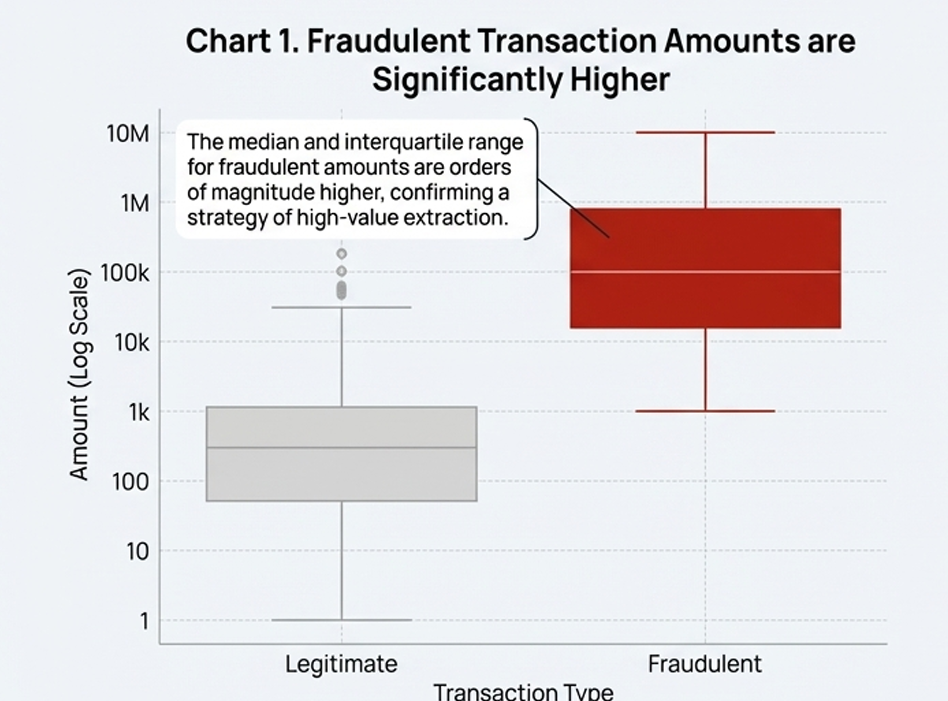 Chart 1. Fraudulent Transaction Amounts are
Significantly Higher
The median and interquartile range
for fraudulent amounts are orders
of magnitude higher, confirming a
strategy of high-value extraction.
Amount (Log Scale)
10M
1M
100k
10k
1k
100
10
1
Legitimate
Fraudulent
Transaction Type